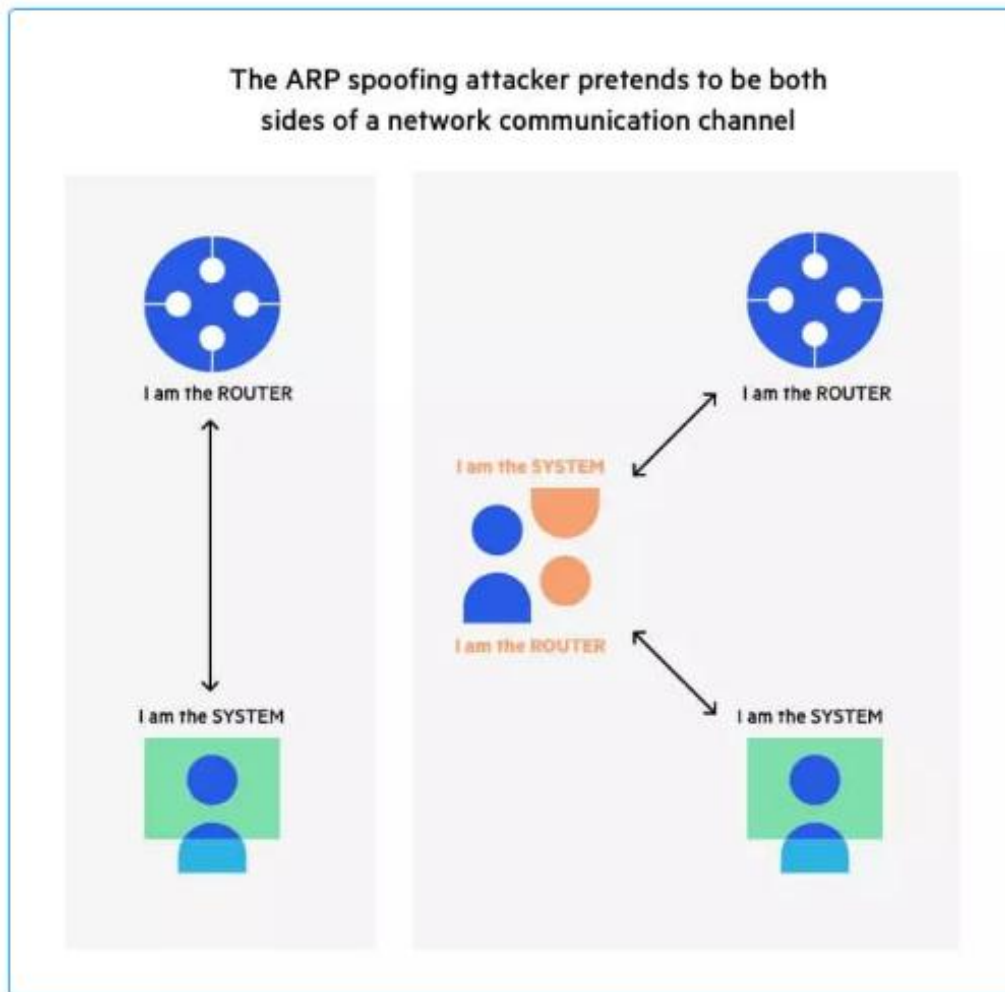 The ARP spoofing attacker pretends to be both
sides of a network communication channel
I am the ROUTER
I am the SYSTEM
I am the ROUTER
I am the SYSTEM
I am the ROUTER
I am the SYSTEM